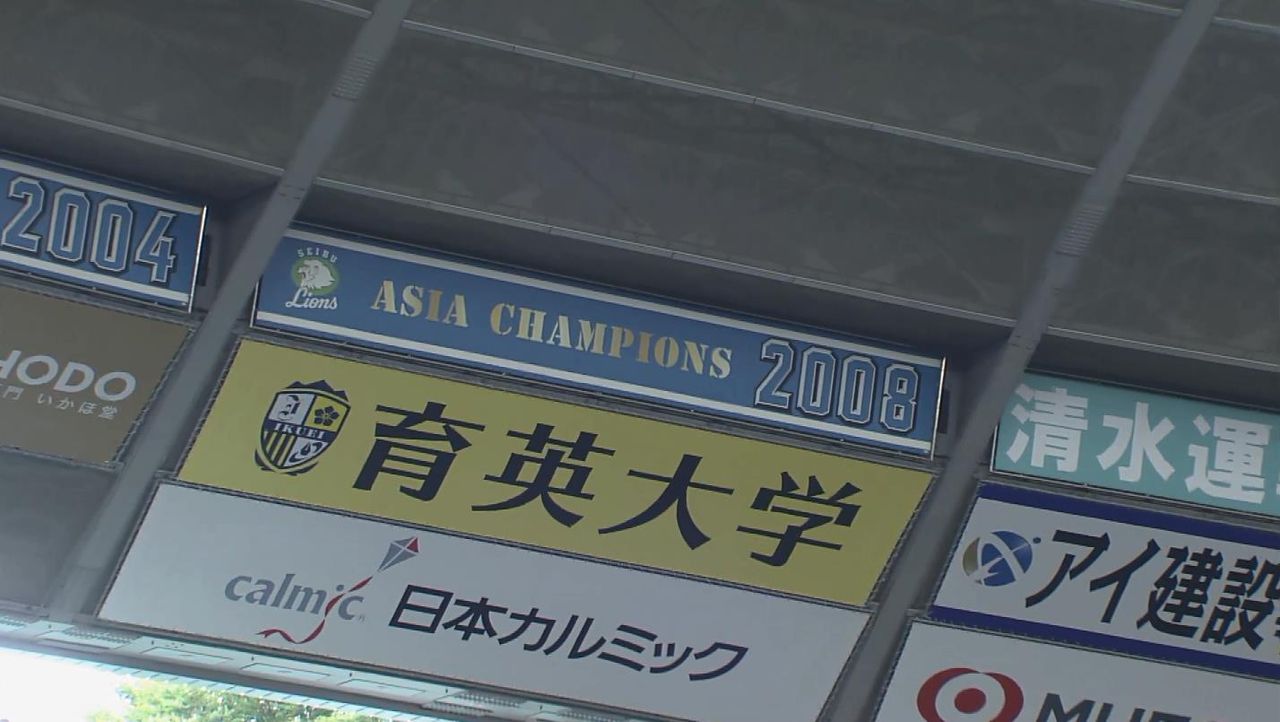 2004
SEIBU
Lions
ASIA CHAMPIONS 2008
HODO
いかほ堂
IKUEI
育英大学
calmic
日本カルミック
清水運
アイ建設
MU